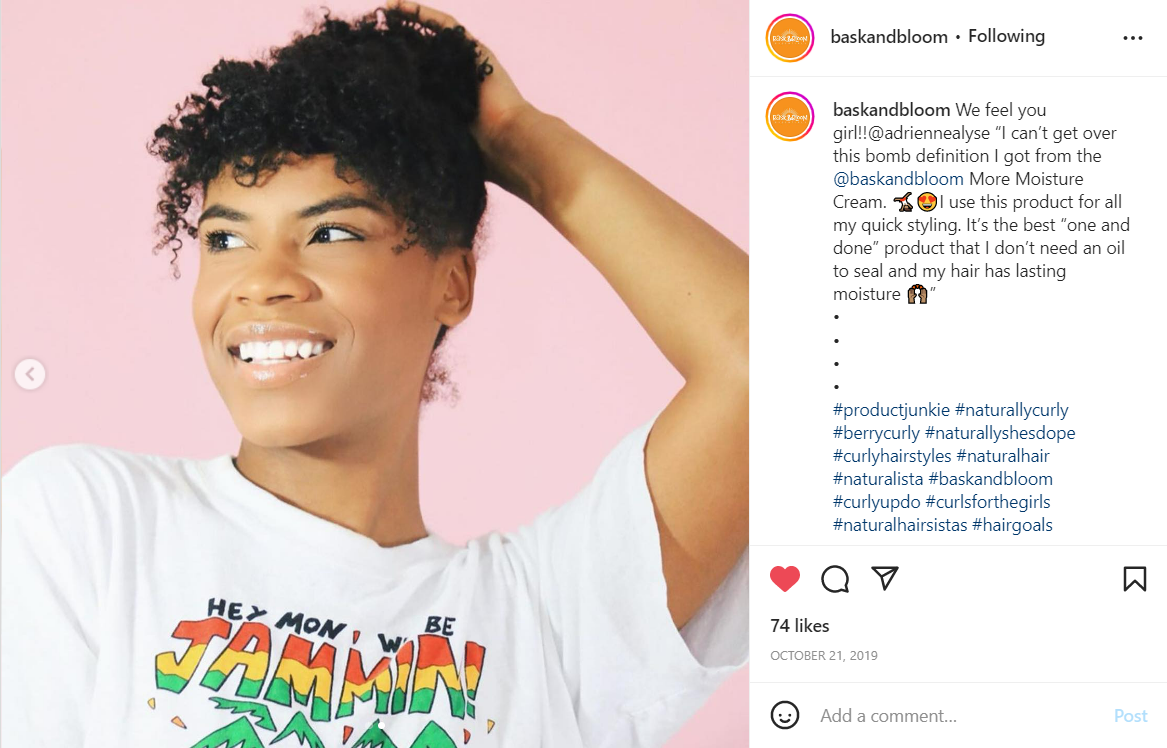 HEY MON WE BE
JAMMIN!
baskandbloom • Following
baskandbloom We feel you
girl!!@adriennealyse “I can’t get over
this bomb definition I got from the
@baskandbloom More Moisture
Cream. 💅🏿😍I use this product for all
my quick styling. It’s the best “one and
done” product that I don’t need an oil
to seal and my hair has lasting
moisture 🙌🏾”
•
•
•
•
#productjunkie #naturallycurly
#berrycurly #naturallyshesdope
#curlyhairstyles #naturalhair
#naturalista #baskandbloom
#curlyupdo #curlsforthegirls
#naturalhairsistas #hairgoals
74 likes
OCTOBER 21, 2019
Add a comment... Post